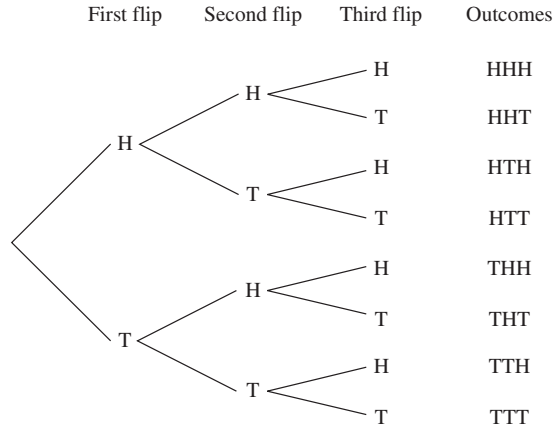 First flip Second flip Third flip Outcomes
H HHH
H
T HHT
H
H HTH
T
T HTT
H THH
H
T THT
T
H TTH
T
T TTT